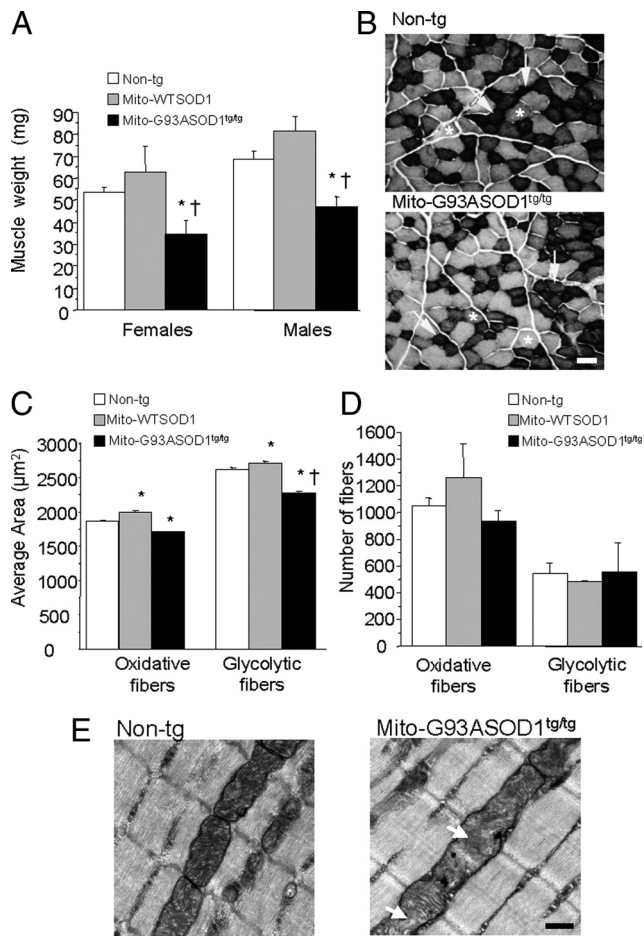 A
Non-tg
Mito-WTSOD1
Mito-G93ASOD1tg/tg
Muscle weight (mg)
90
80
70
60
50
40
30
20
10
0
* †
* †
Females
Males
B
Non-tg
*
*
Mito-G93ASOD1tg/tg
*
*
C
Non-tg
Mito-WTSOD1
Mito-G93ASOD1tg/tg
Average Area (µm²)
3000
2500
2000
1500
1000
500
0
*
*
*
* †
Oxidative
fibers
Glycolytic
fibers
D
Non-tg
Mito-WTSOD1
Mito-G93ASOD1tg/tg
Number of fibers
1600
1400
1200
1000
800
600
400
200
0
Oxidative
fibers
Glycolytic
fibers
E
Non-tg
Mito-G93ASOD1tg/tg